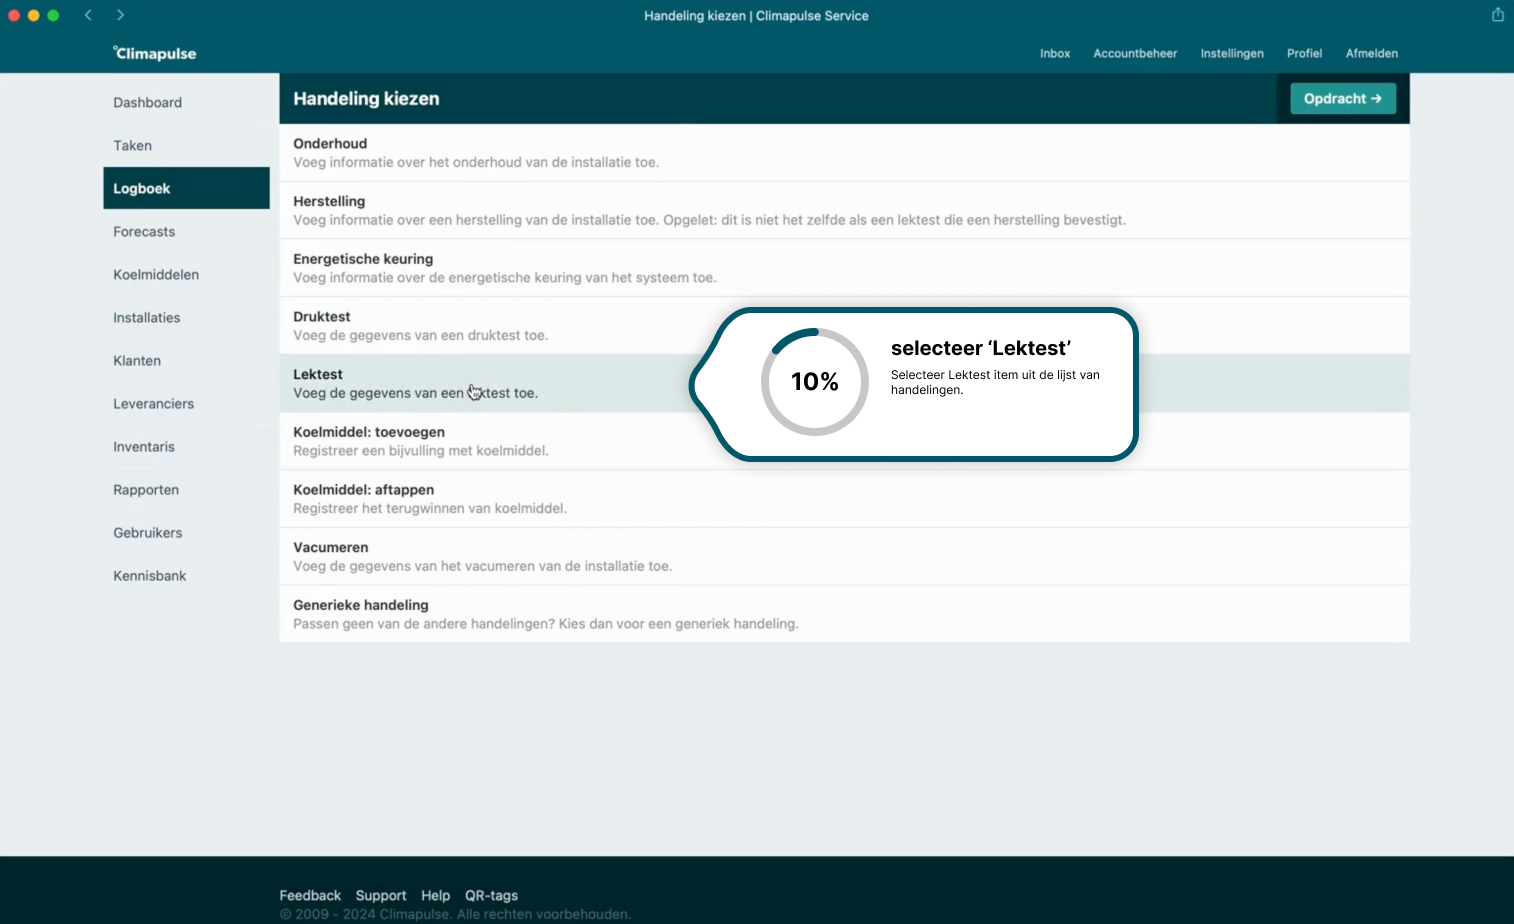 Handeling kiezen | Climapulse Service
°Climapulse
Inbox Accountbeheer Instellingen Profiel Afmelden
Dashboard
Taken
Logboek
Forecasts
Koelmiddelen
Installaties
Klanten
Leveranciers
Inventaris
Rapporten
Gebruikers
Kennisbank
Handeling kiezen
Opdracht →
Onderhoud
Voeg informatie over het onderhoud van de installatie toe.
Herstelling
Voeg informatie over een herstelling van de installatie toe. Opgelet: dit is niet het zelfde als een lektest die een herstelling bevestigt.
Energetische keuring
Voeg informatie over de energetische keuring van het systeem toe.
Druktest
Voeg de gegevens van een druktest toe.
Lektest
Voeg de gegevens van een lektest toe.
Koelmiddel: toevoegen
Registreer een bijvulling met koelmiddel.
Koelmiddel: aftappen
Registreer het terugwinnen van koelmiddel.
Vacumeren
Voeg de gegevens van het vacumeren van de installatie toe.
Generieke handeling
Passen geen van de andere handelingen? Kies dan voor een generiek handeling.
10%
selecteer ‘Lektest’
Selecteer Lektest item uit de lijst van
handelingen.
Feedback Support Help QR-tags
© 2009 - 2024 Climapulse. Alle rechten voorbehouden.